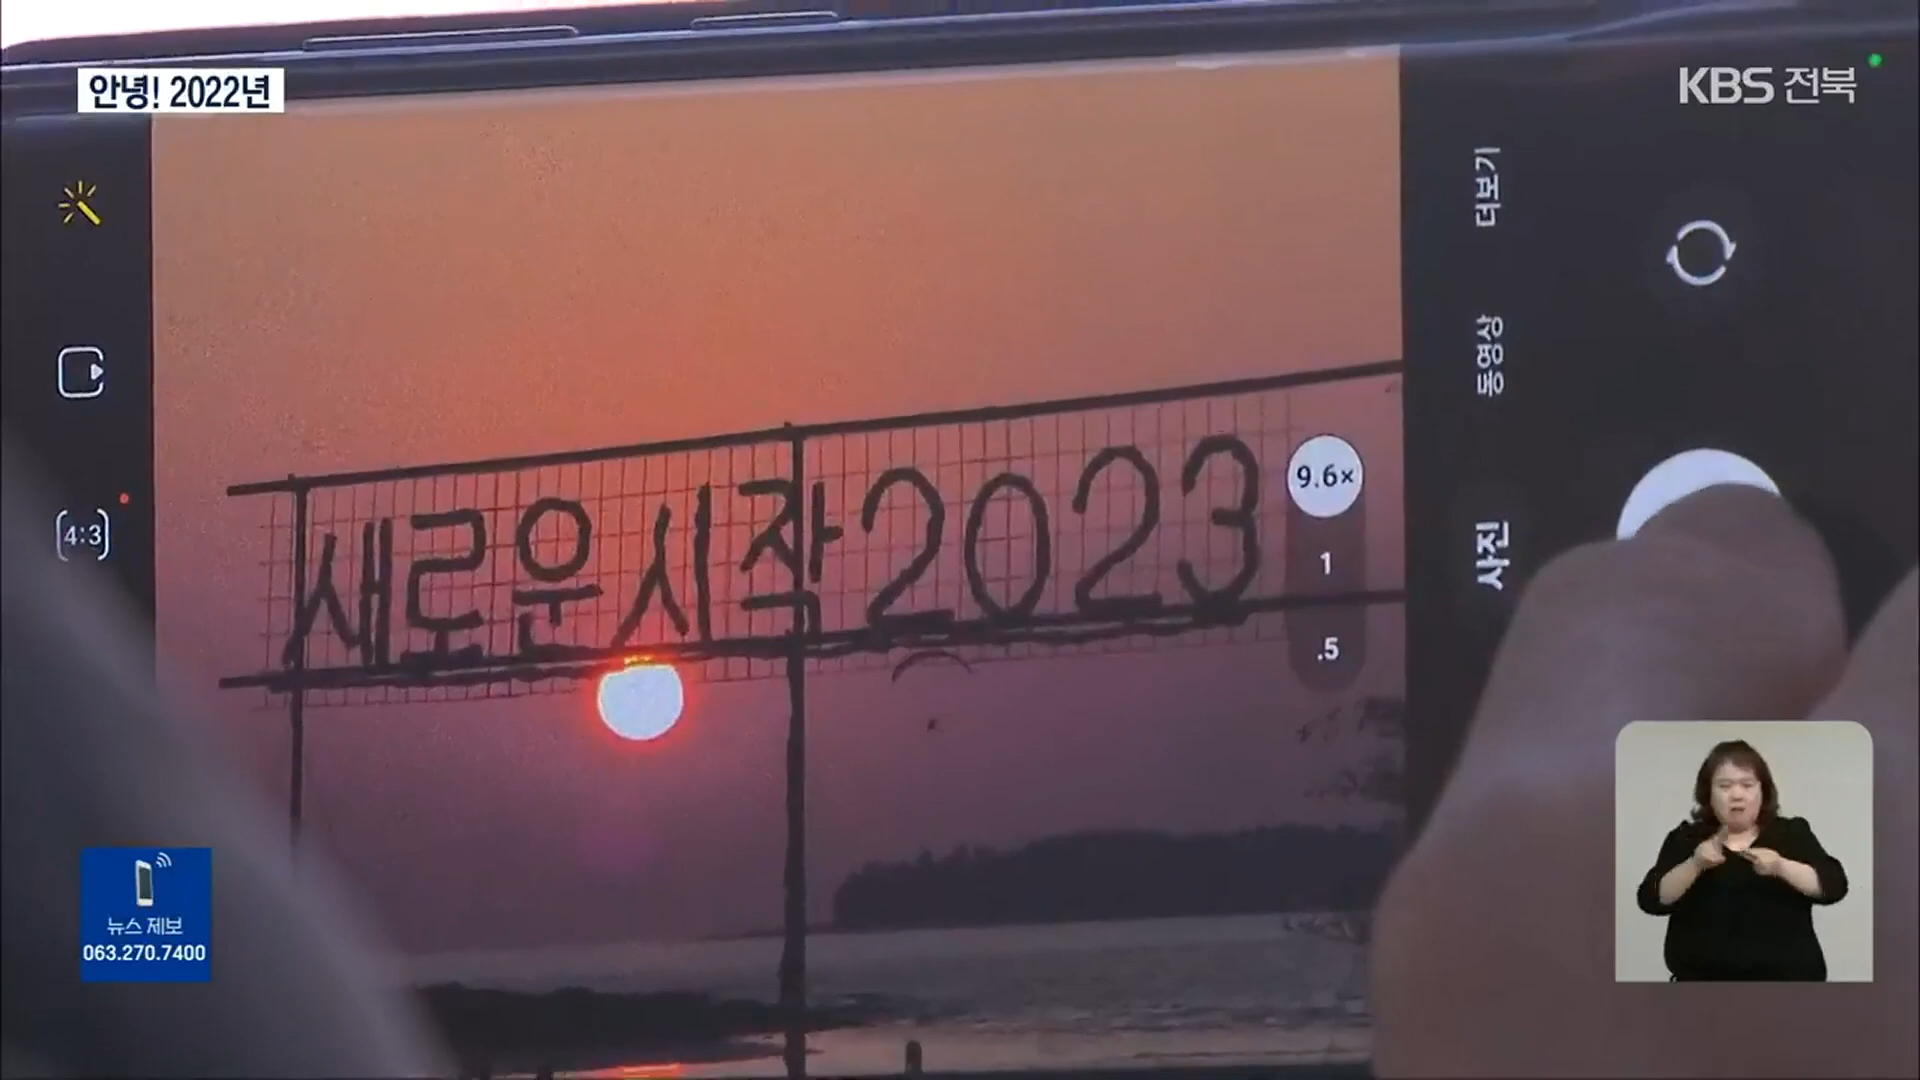 안녕! 2022년
KBS 전북
더보기
동영상
사진
4:3
새로운시작2023
9.6×
1
.5
뉴스 제보
063.270.7400